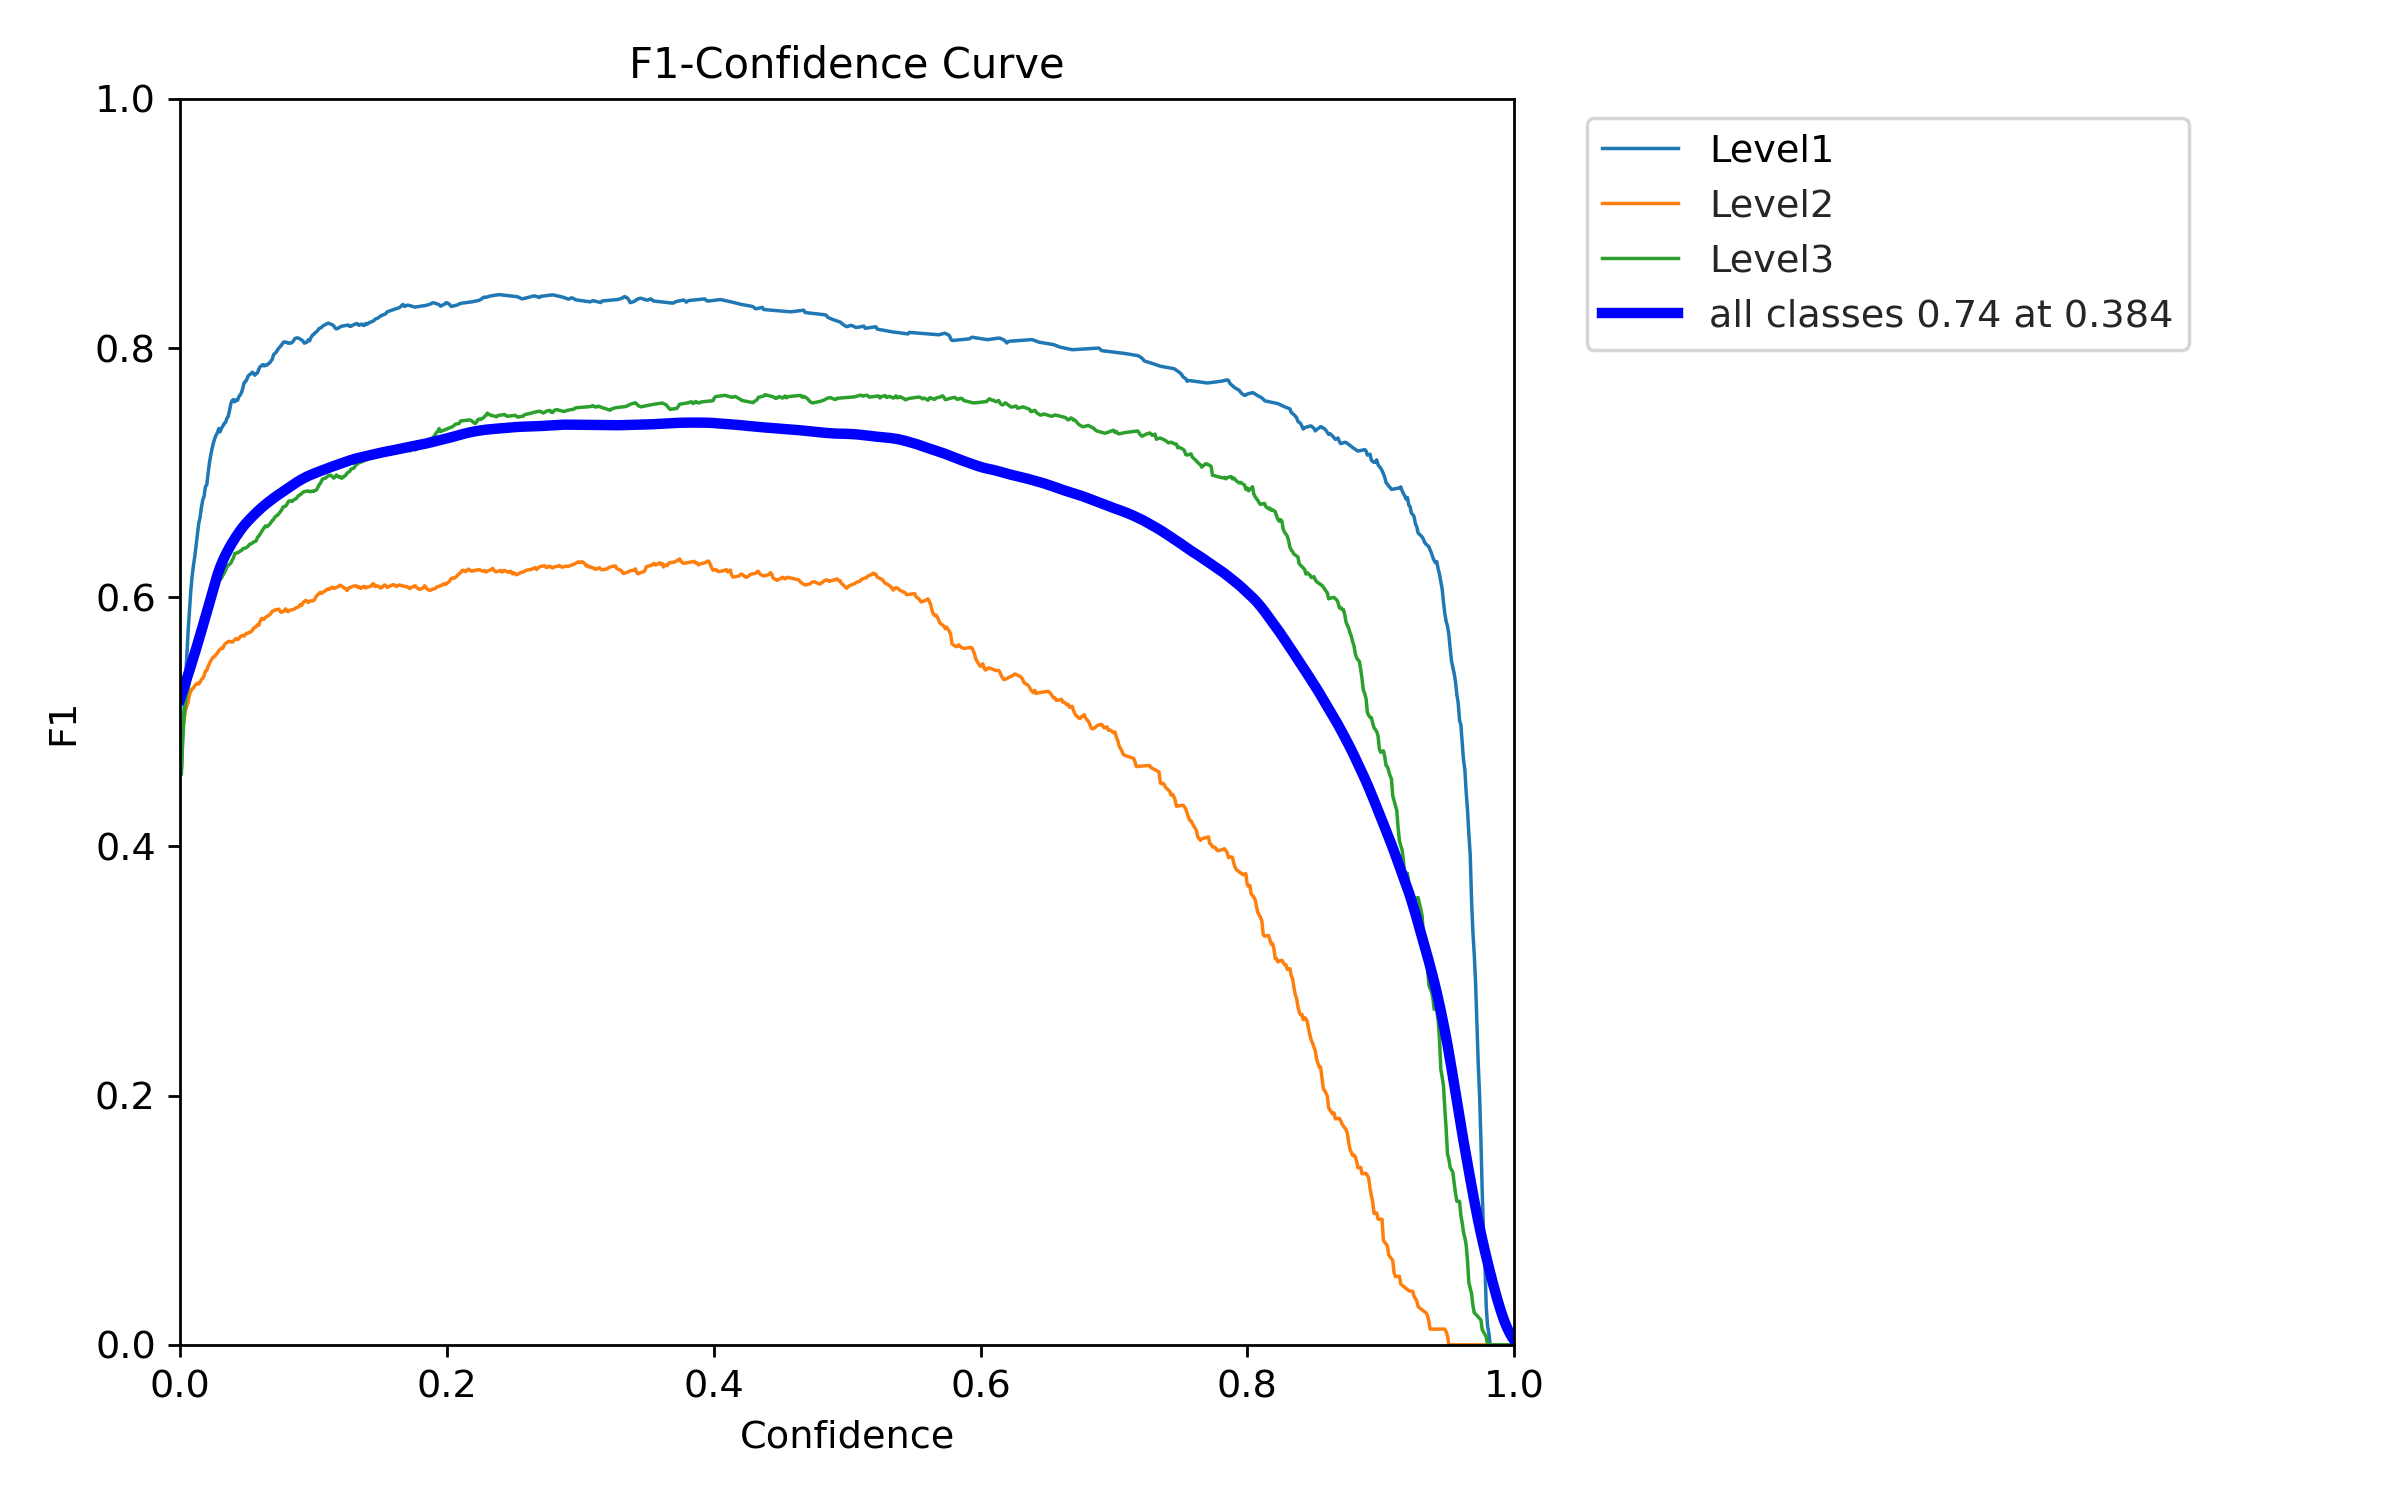 F1-Confidence Curve
1.0
0.8
0.6
0.4
0.2
0.0
F1
0.0 0.2 0.4 0.6 0.8 1.0
Confidence
Level1
Level2
Level3
all classes 0.74 at 0.384